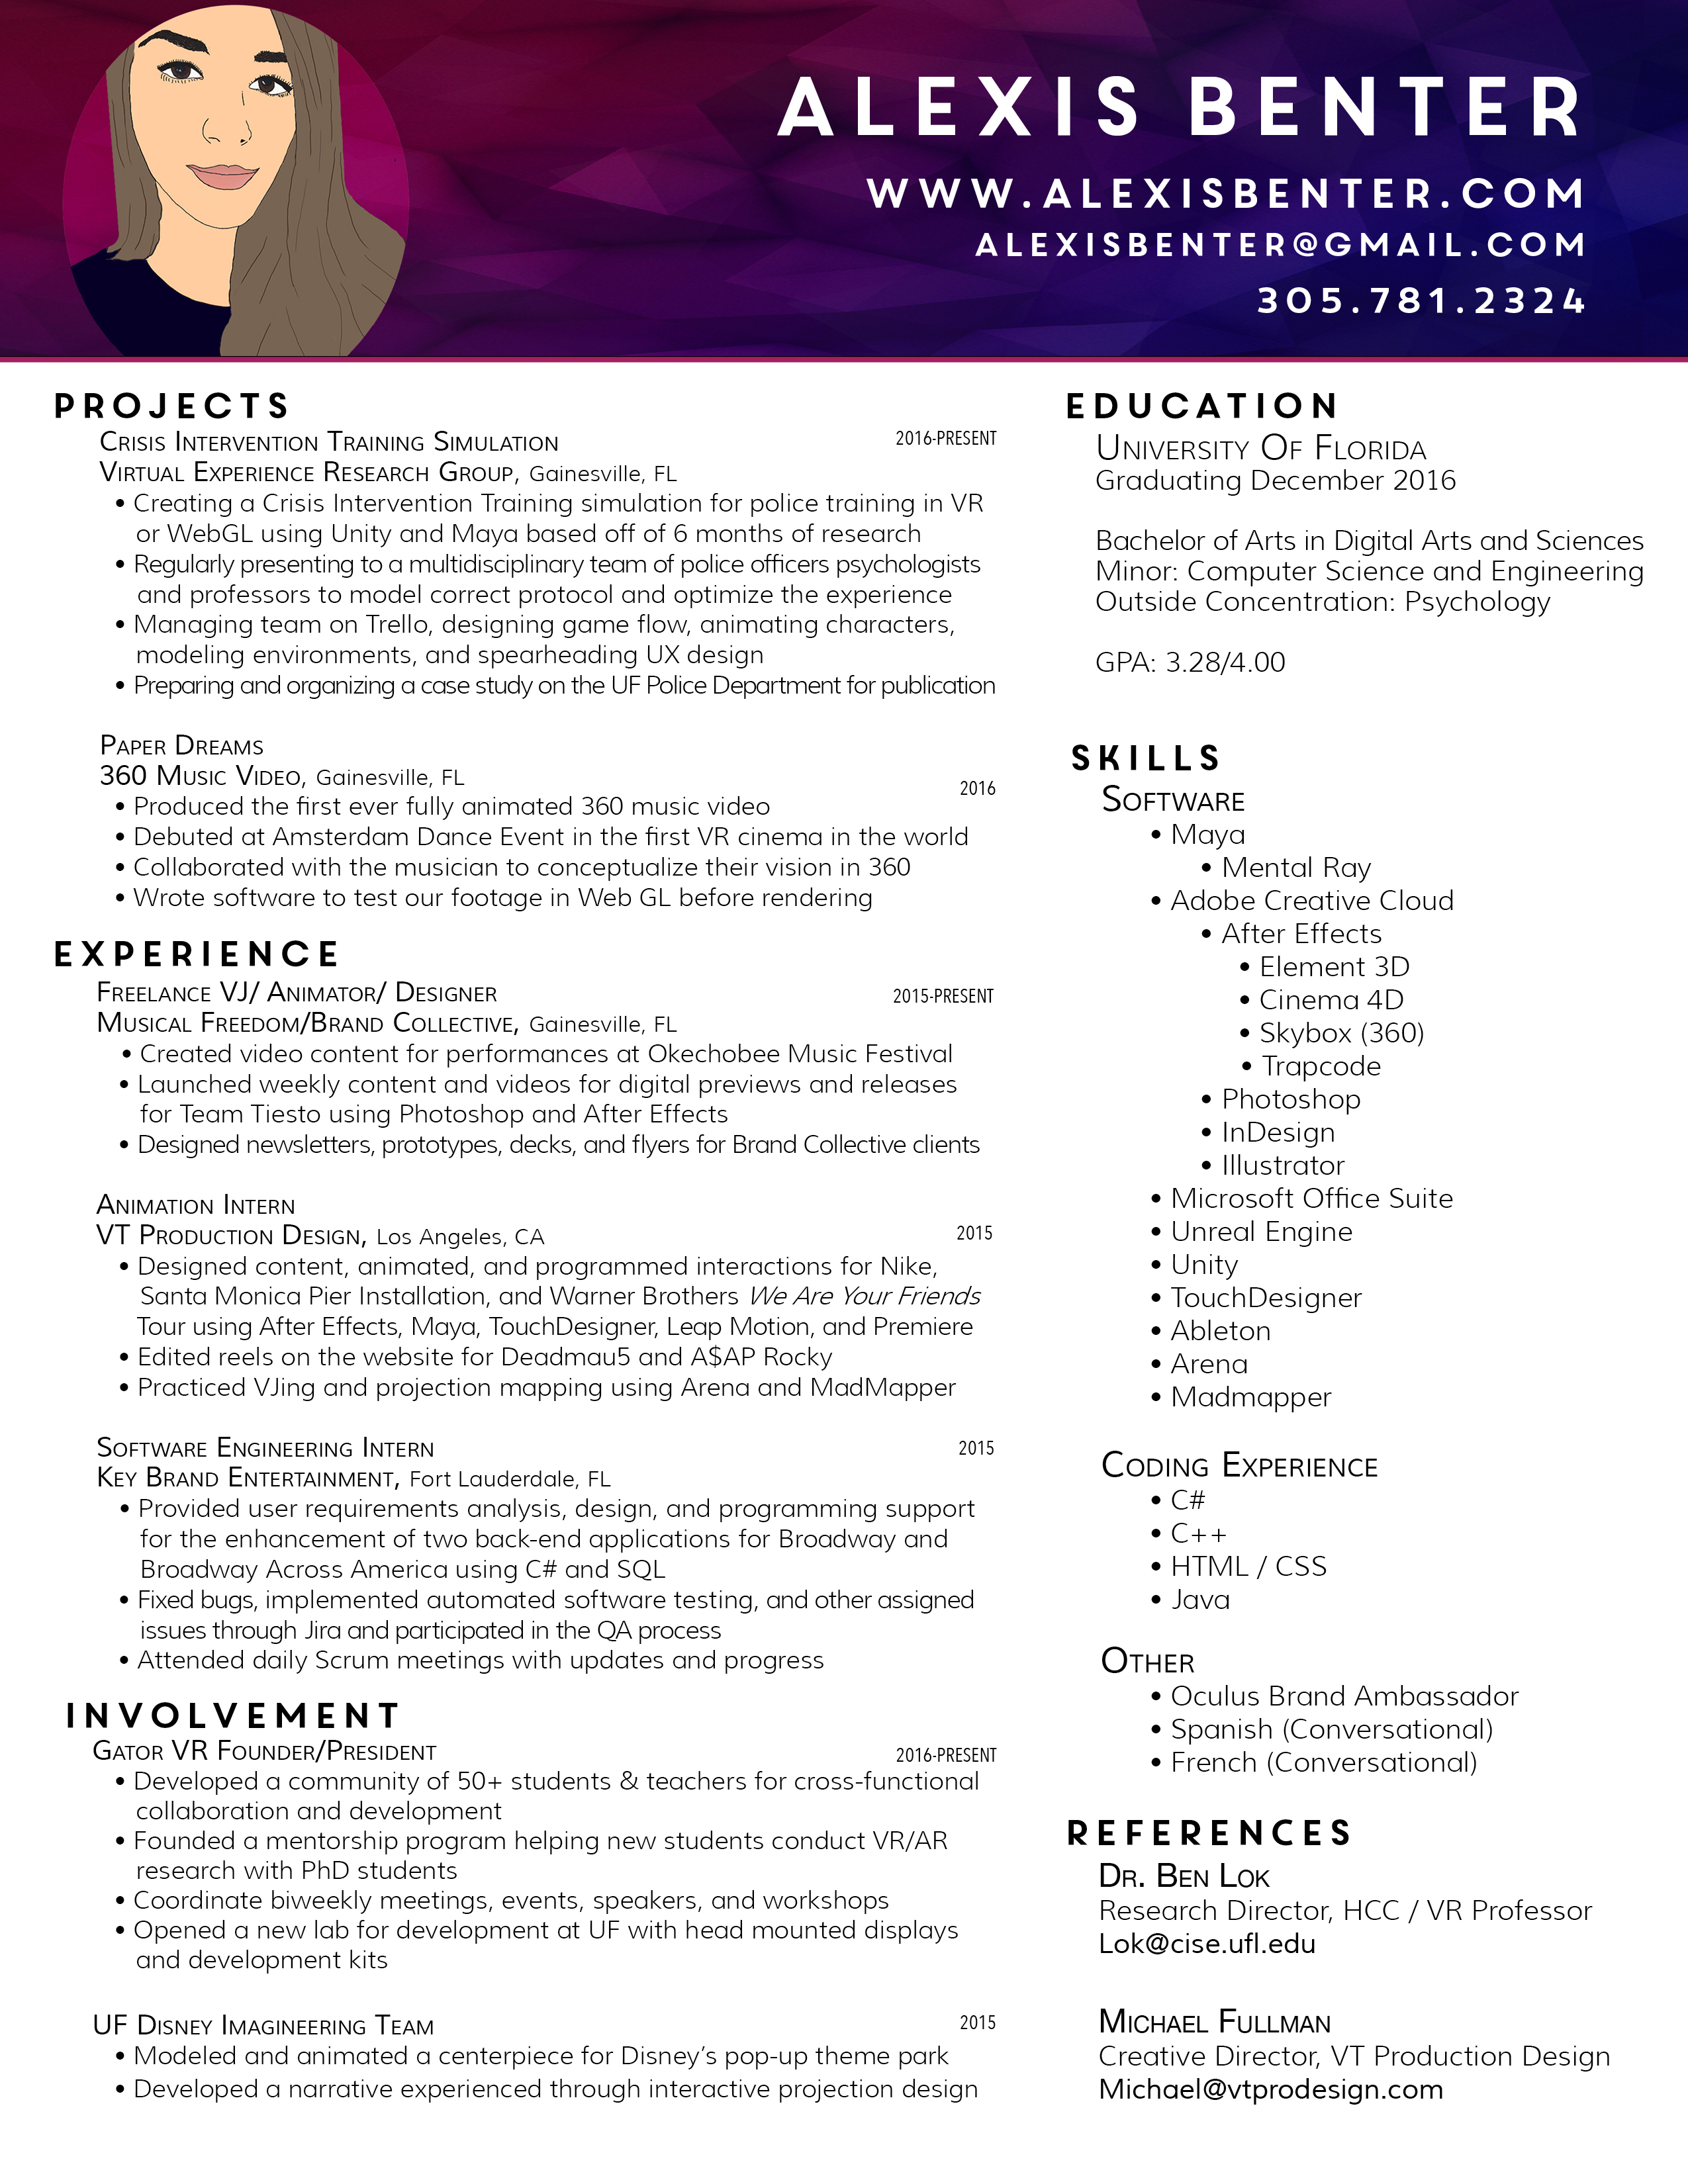 ALEXIS BENTER
WWW.ALEXISBENTER.COM
ALEXISBENTER@GMAIL.COM
305.781.2324
PROJECTS
Crisis Intervention Training Simulation 2016-PRESENT
Virtual Experience Research Group, Gainesville, FL
• Creating a Crisis Intervention Training simulation for police training in VR
or WebGL using Unity and Maya based off of 6 months of research
• Regularly presenting to a multidisciplinary team of police officers psychologists
and professors to model correct protocol and optimize the experience
• Managing team on Trello, designing game flow, animating characters,
modeling environments, and spearheading UX design
• Preparing and organizing a case study on the UF Police Department for publication
Paper Dreams
360 Music Video, Gainesville, FL 2016
• Produced the first ever fully animated 360 music video
• Debuted at Amsterdam Dance Event in the first VR cinema in the world
• Collaborated with the musician to conceptualize their vision in 360
• Wrote software to test our footage in Web GL before rendering
EXPERIENCE
Freelance VJ/ Animator/ Designer 2015-PRESENT
Musical Freedom/Brand Collective, Gainesville, FL
• Created video content for performances at Okechobee Music Festival
• Launched weekly content and videos for digital previews and releases
for Team Tiesto using Photoshop and After Effects
• Designed newsletters, prototypes, decks, and flyers for Brand Collective clients
Animation Intern
VT Production Design, Los Angeles, CA 2015
• Designed content, animated, and programmed interactions for Nike,
Santa Monica Pier Installation, and Warner Brothers We Are Your Friends
Tour using After Effects, Maya, TouchDesigner, Leap Motion, and Premiere
• Edited reels on the website for Deadmau5 and A$AP Rocky
• Practiced VJing and projection mapping using Arena and MadMapper
Software Engineering Intern 2015
Key Brand Entertainment, Fort Lauderdale, FL
• Provided user requirements analysis, design, and programming support
for the enhancement of two back-end applications for Broadway and
Broadway Across America using C# and SQL
• Fixed bugs, implemented automated software testing, and other assigned
issues through Jira and participated in the QA process
• Attended daily Scrum meetings with updates and progress
INVOLVEMENT
Gator VR Founder/President 2016-PRESENT
• Developed a community of 50+ students & teachers for cross-functional
collaboration and development
• Founded a mentorship program helping new students conduct VR/AR
research with PhD students
• Coordinate biweekly meetings, events, speakers, and workshops
• Opened a new lab for development at UF with head mounted displays
and development kits
UF Disney Imagineering Team 2015
• Modeled and animated a centerpiece for Disney's pop-up theme park
• Developed a narrative experienced through interactive projection design
EDUCATION
University Of Florida
Graduating December 2016
Bachelor of Arts in Digital Arts and Sciences
Minor: Computer Science and Engineering
Outside Concentration: Psychology
GPA: 3.28/4.00
SKILLS
Software
• Maya
• Mental Ray
• Adobe Creative Cloud
• After Effects
• Element 3D
• Cinema 4D
• Skybox (360)
• Trapcode
• Photoshop
• InDesign
• Illustrator
• Microsoft Office Suite
• Unreal Engine
• Unity
• TouchDesigner
• Ableton
• Arena
• Madmapper
Coding Experience
• C#
• C++
• HTML / CSS
• Java
Other
• Oculus Brand Ambassador
• Spanish (Conversational)
• French (Conversational)
REFERENCES
Dr. Ben Lok
Research Director, HCC / VR Professor
Lok@cise.ufl.edu
Michael Fullman
Creative Director, VT Production Design
Michael@vtprodesign.com